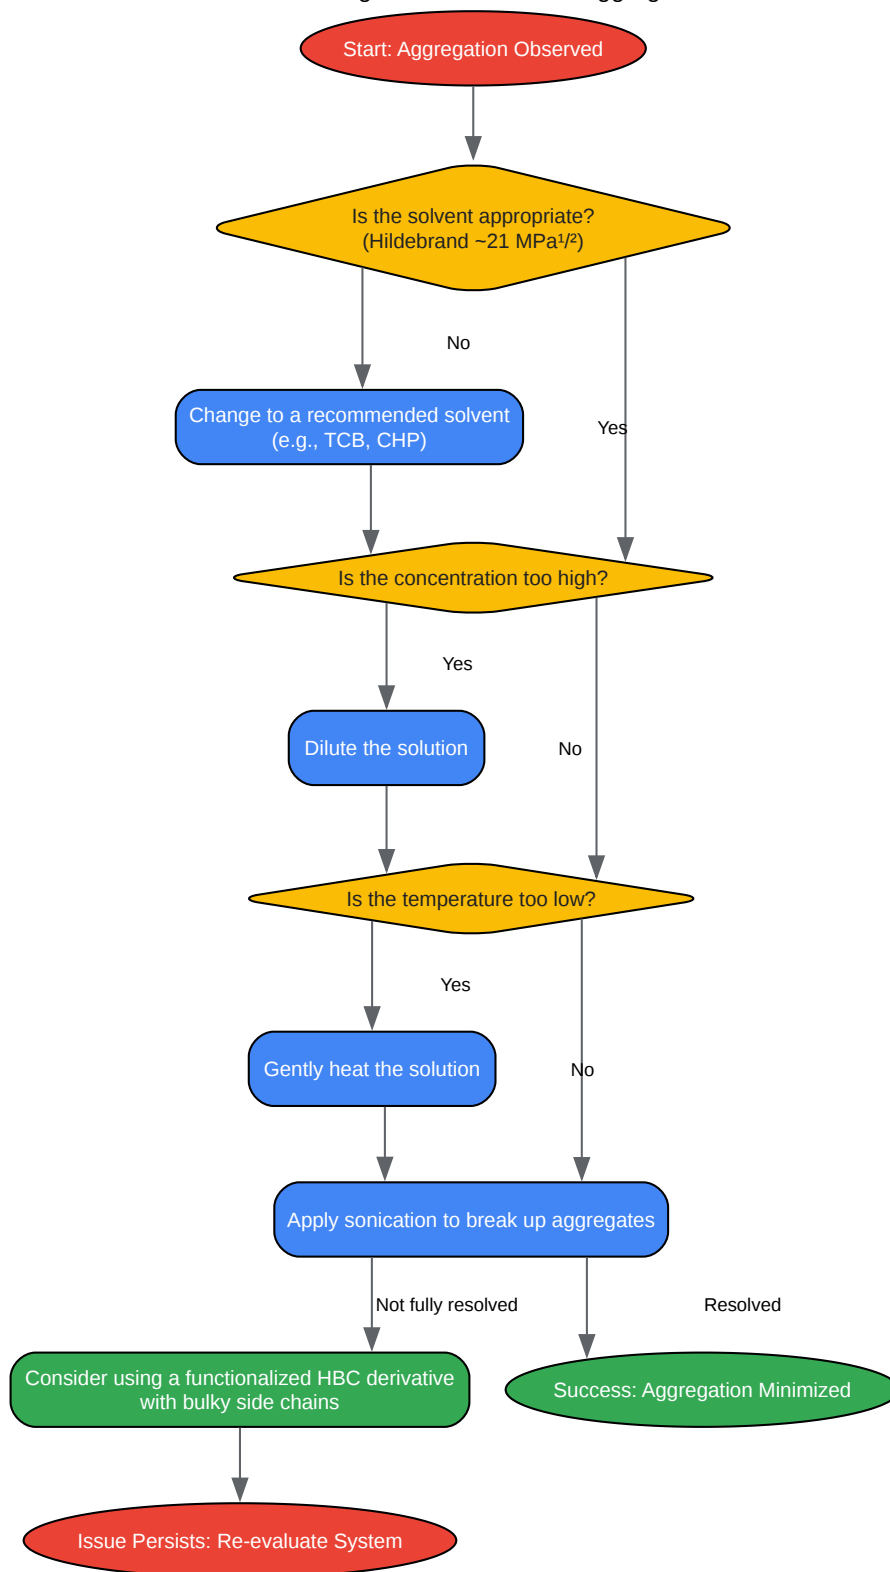 Start: Aggregation Observed
Is the solvent appropriate?
(Hildebrand ~21 MPa¹/²)
No
Change to a recommended solvent
(e.g., TCB, CHP)
Yes
Is the concentration too high?
Yes
Dilute the solution
No
Is the temperature too low?
Yes
Gently heat the solution
No
Apply sonication to break up aggregates
Not fully resolved
Resolved
Consider using a functionalized HBC derivative
with bulky side chains
Success: Aggregation Minimized
Issue Persists: Re-evaluate System